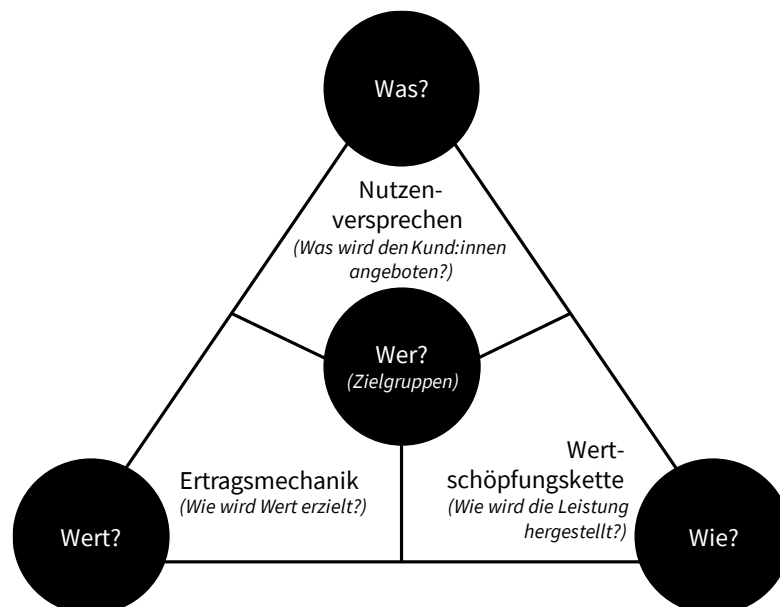 Was?
Nutzen-
versprechen
(Was wird den Kund:innen
angeboten?)
Wer?
(Zielgruppen)
Ertragsmechanik
(Wie wird Wert erzielt?)
Wert-
schöpfungskette
(Wie wird die Leistung
hergestellt?)
Wert?
Wie?